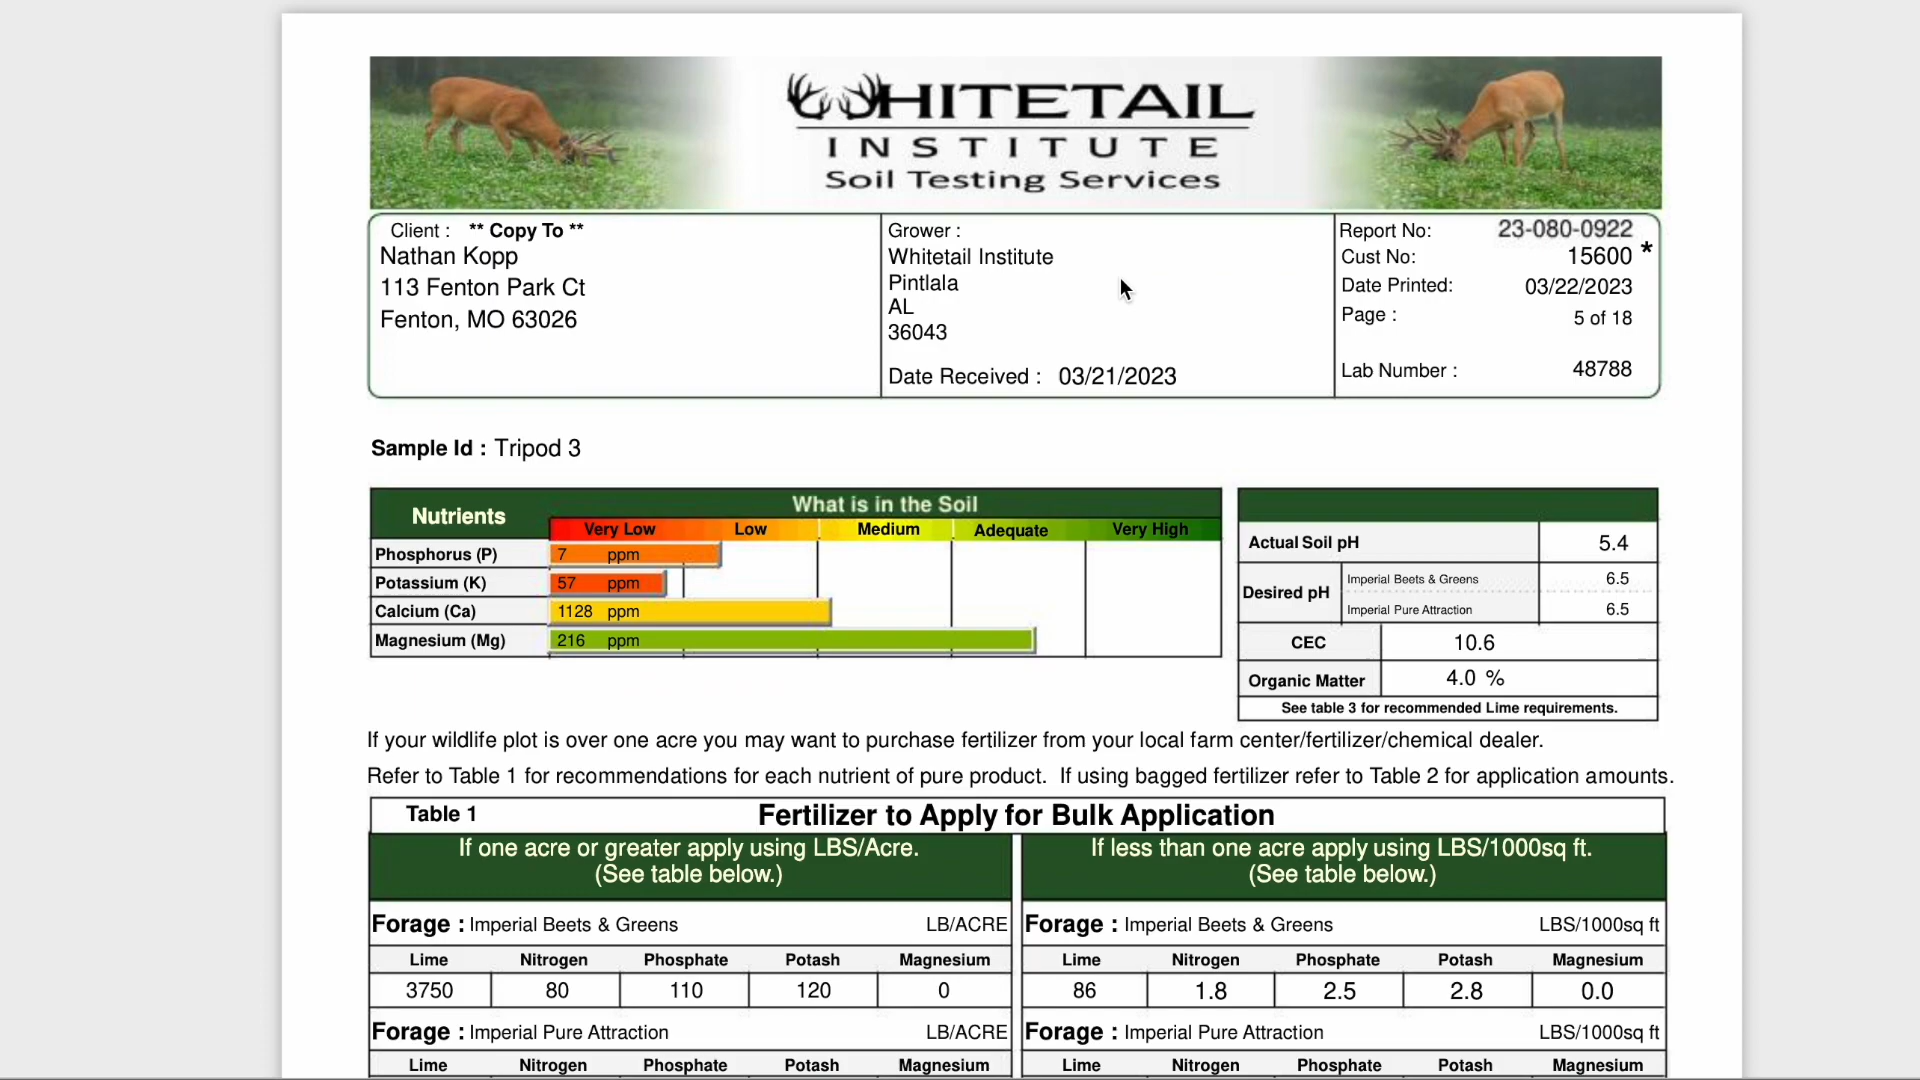 WHITETAIL
INSTITUTE
Soil Testing Services
Client : ** Copy To **
Nathan Kopp
113 Fenton Park Ct
Fenton, MO 63026
Grower :
Whitetail Institute
Pintlala
AL
36043
Date Received : 03/21/2023
Report No: 23-080-0922
Cust No: 15600 *
Date Printed: 03/22/2023
Page : 5 of 18
Lab Number : 48788
Sample Id : Tripod 3
Nutrients
What is in the Soil
Very Low Low Medium Adequate Very High
Phosphorus (P) 7 ppm
Potassium (K) 57 ppm
Calcium (Ca) 1128 ppm
Magnesium (Mg) 216 ppm
Actual Soil pH 5.4
Desired pH
Imperial Beets & Greens 6.5
Imperial Pure Attraction 6.5
CEC 10.6
Organic Matter 4.0 %
See table 3 for recommended Lime requirements.
If your wildlife plot is over one acre you may want to purchase fertilizer from your local farm center/fertilizer/chemical dealer.
Refer to Table 1 for recommendations for each nutrient of pure product. If using bagged fertilizer refer to Table 2 for application amounts.
Table 1 Fertilizer to Apply for Bulk Application
If one acre or greater apply using LBS/Acre.
(See table below.)
If less than one acre apply using LBS/1000sq ft.
(See table below.)
Forage : Imperial Beets & Greens LB/ACRE
Forage : Imperial Beets & Greens LBS/1000sq ft
Lime Nitrogen Phosphate Potash Magnesium
Lime Nitrogen Phosphate Potash Magnesium
3750 80 110 120 0
86 1.8 2.5 2.8 0.0
Forage : Imperial Pure Attraction LB/ACRE
Forage : Imperial Pure Attraction LBS/1000sq ft
Lime Nitrogen Phosphate Potash Magnesium
Lime Nitrogen Phosphate Potash Magnesium